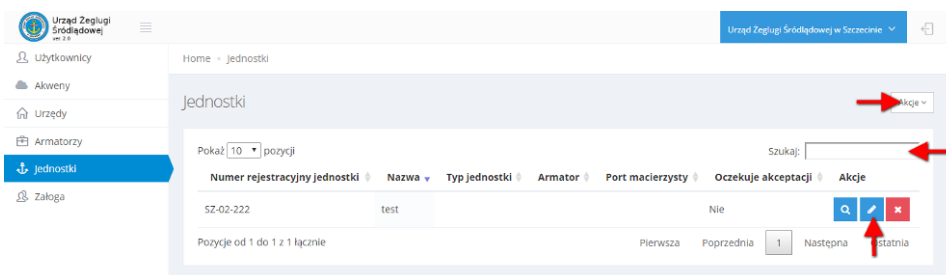 Urząd Żeglugi
Śródlądowej
ver 2.8
Urząd Żeglugi Śródlądowej w Szczecinie
Użytkownicy
Home - Jednostki
Akweny
Jednostki
Akcje
Urzędy
Armatorzy
Pokaż 10 pozycji
Szukaj:
Jednostki
Numer rejestracyjny jednostki Nazwa Typ jednostki Armator Port macierzysty Oczekuje akceptacji Akcje
Załoga
SZ-02-222 test Nie
Pozycje od 1 do 1 z 1 łącznie
Pierwsza Poprzednia 1 Następna Ostatnia